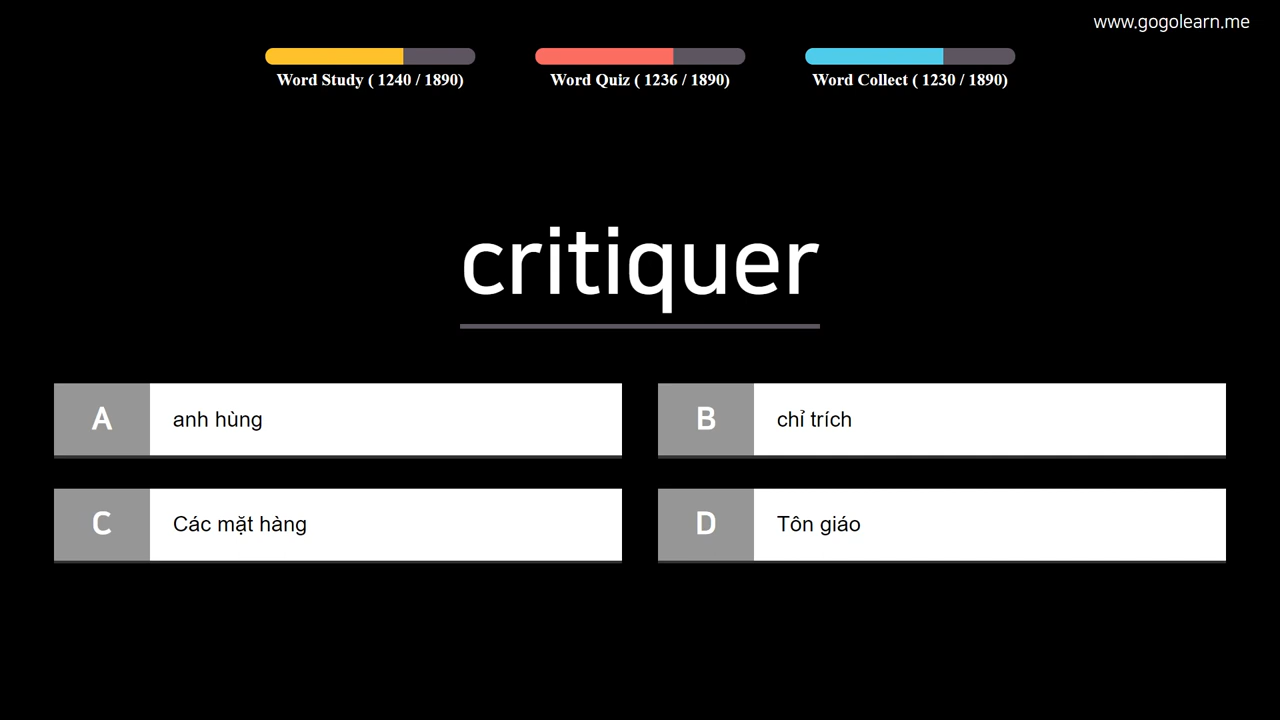 www.gogolearn.me
Word Study ( 1240 / 1890)
Word Quiz ( 1236 / 1890)
Word Collect ( 1230 / 1890)
critiquer
A anh hùng
B chỉ trích
C Các mặt hàng
D Tôn giáo